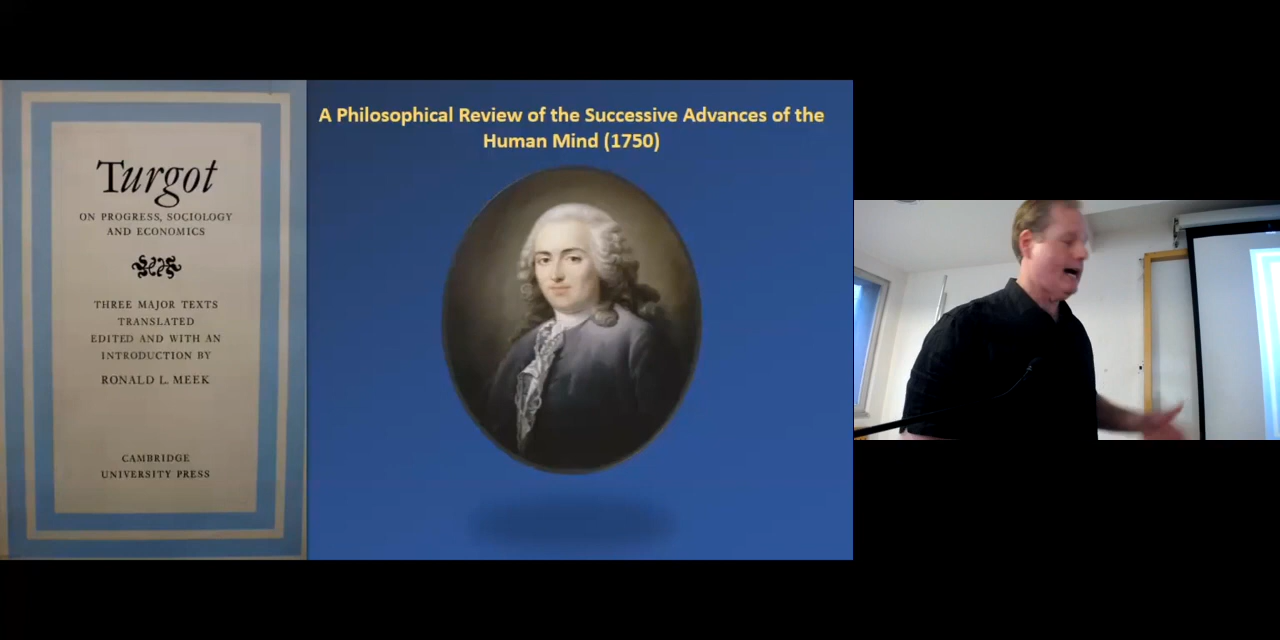 Turgot
ON PROGRESS, SOCIOLOGY
AND ECONOMICS
THREE MAJOR TEXTS
TRANSLATED
EDITED AND WITH AN
INTRODUCTION BY
RONALD L. MEEK
CAMBRIDGE
UNIVERSITY PRESS
A Philosophical Review of the Successive Advances of the
Human Mind (1750)